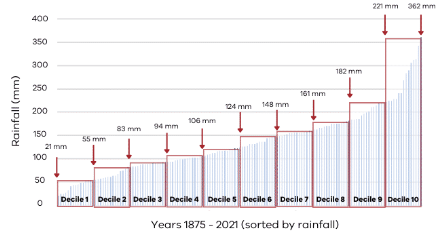 221 mm 362 mm
400
350
300
250
200
150
100
50
0
Rainfall (mm)
21 mm
55 mm
83 mm
94 mm
106 mm
124 mm
148 mm
161 mm
182 mm
Decile 1 Decile 2 Decile 3 Decile 4 Decile 5 Decile 6 Decile 7 Decile 8 Decile 9 Decile 10
Years 1875 - 2021 (sorted by rainfall)